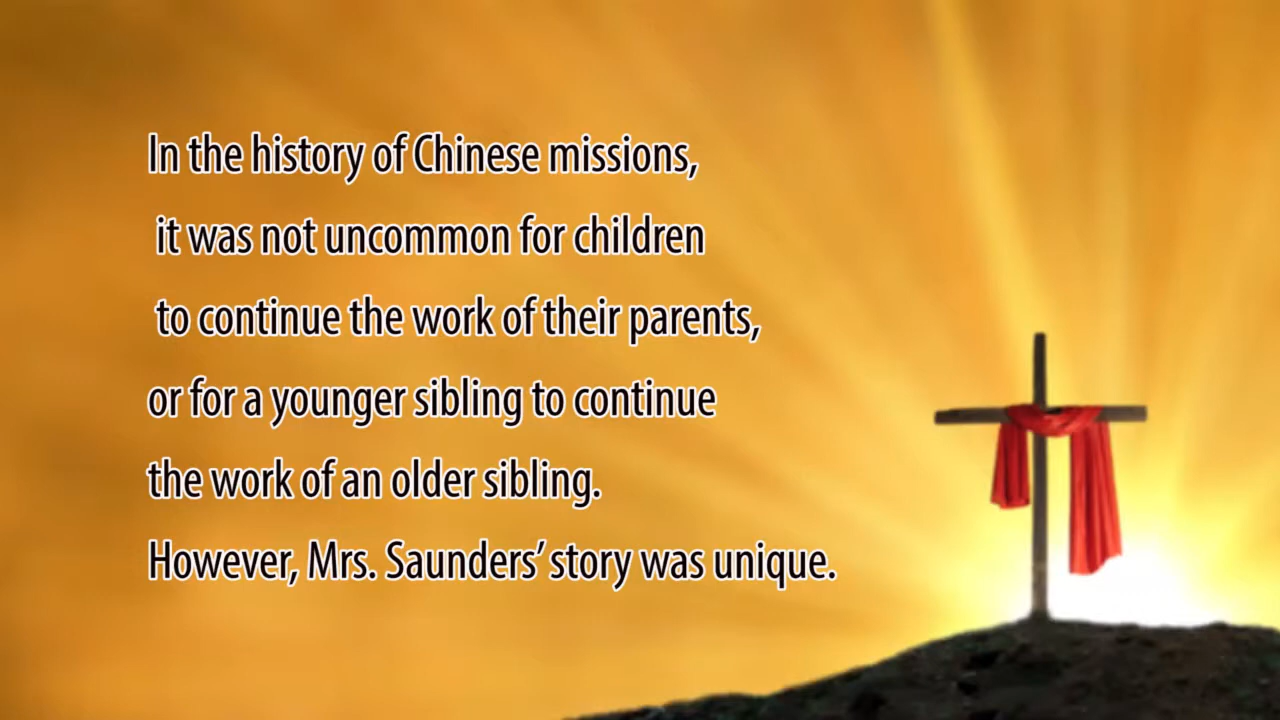 In the history of Chinese missions,
it was not uncommon for children
to continue the work of their parents,
or for a younger sibling to continue
the work of an older sibling.
However, Mrs. Saunders’ story was unique.